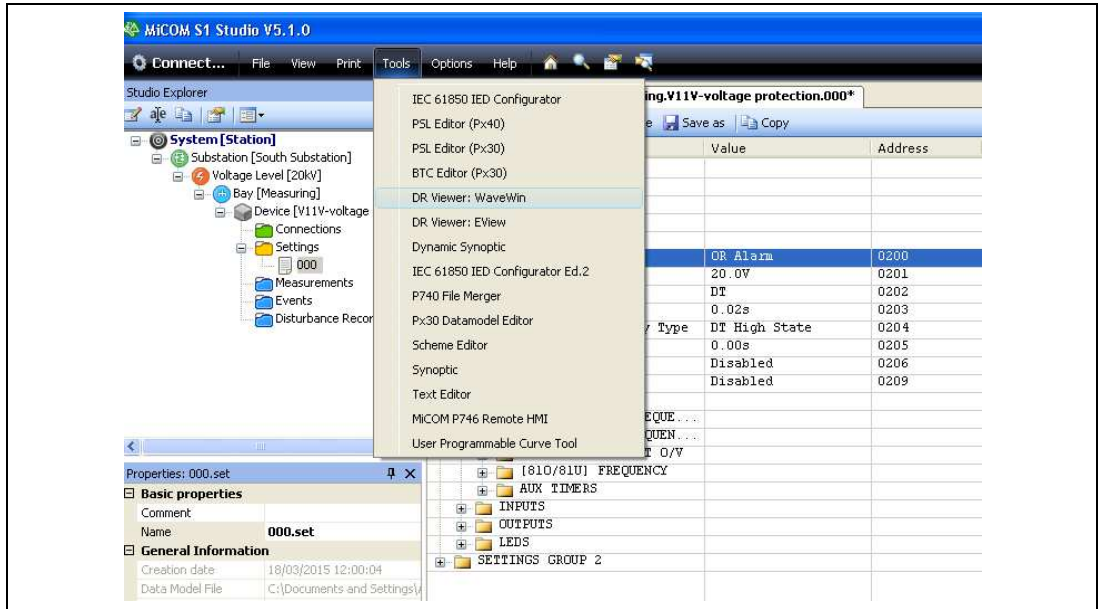 MiCOM S1 Studio V5.1.0
Connect... File View Print Tools Options Help
Studio Explorer
IEC 61850 IED Configurator
PSL Editor (Px40)
PSL Editor (Px30)
BTC Editor (Px30)
DR Viewer: WaveWin
DR Viewer: EView
Dynamic Synoptic
IEC 61850 IED Configurator Ed.2
P740 File Merger
Px30 Datamodel Editor
Scheme Editor
Synoptic
Text Editor
MiCOM P746 Remote HMI
User Programmable Curve Tool
System [Station]
Substation [South Substation]
Voltage Level [20kV]
Bay [Measuring]
Device [V11V-voltage
Connections
Settings
000
Measurements
Events
Disturbance Recor
ing.V11V-voltage protection.000*
Save as Copy
Value Address
OR Alarm 0200
20.0V 0201
DT 0202
0.02s 0203
Type DT High State 0204
0.00s 0205
Disabled 0206
Disabled 0209
EQUE...
QUEN...
T O/V
[81O/81U] FREQUENCY
AUX TIMERS
INPUTS
OUTPUTS
LEDS
SETTINGS GROUP 2
Properties: 000.set
Basic properties
Comment
Name 000.set
General Information
Creation date 18/03/2015 12:00:04
Data Model File C:\Documents and Settings\